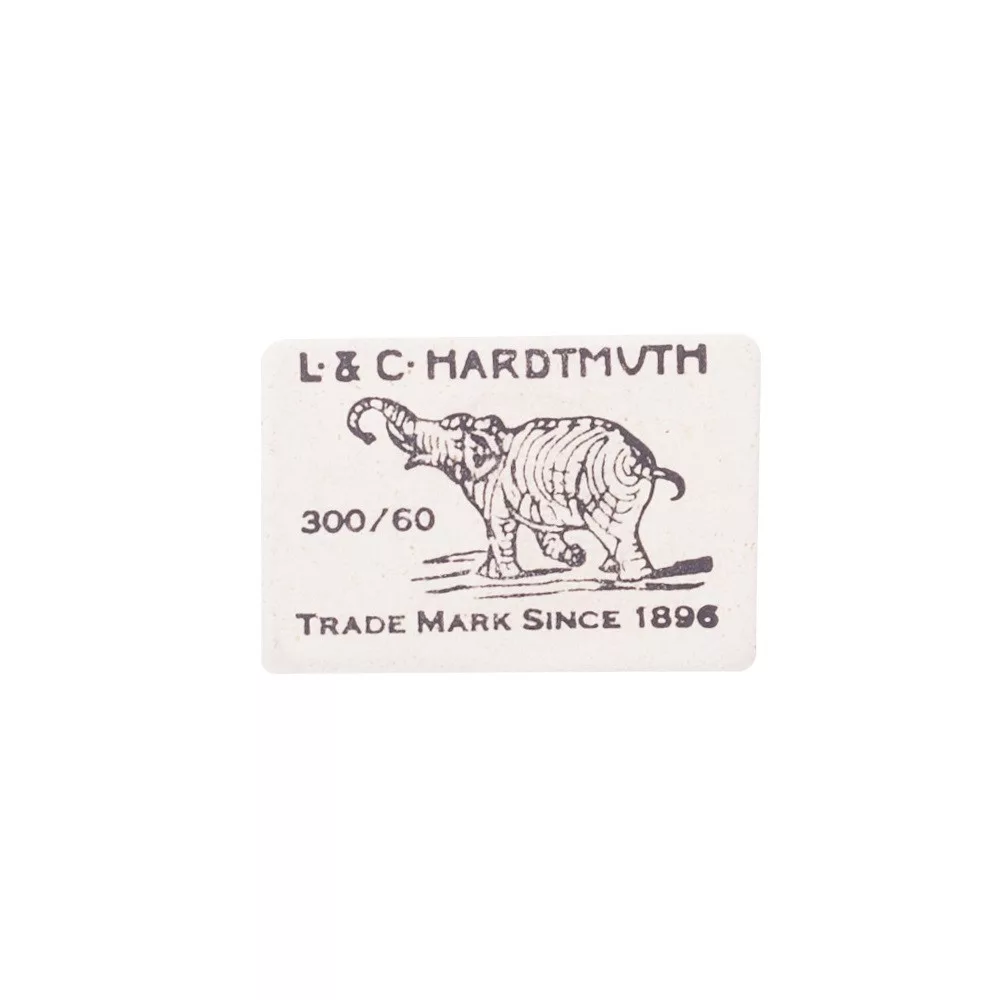 L. & C. HARDTMUTH
300/60
TRADE MARK SINCE 1896